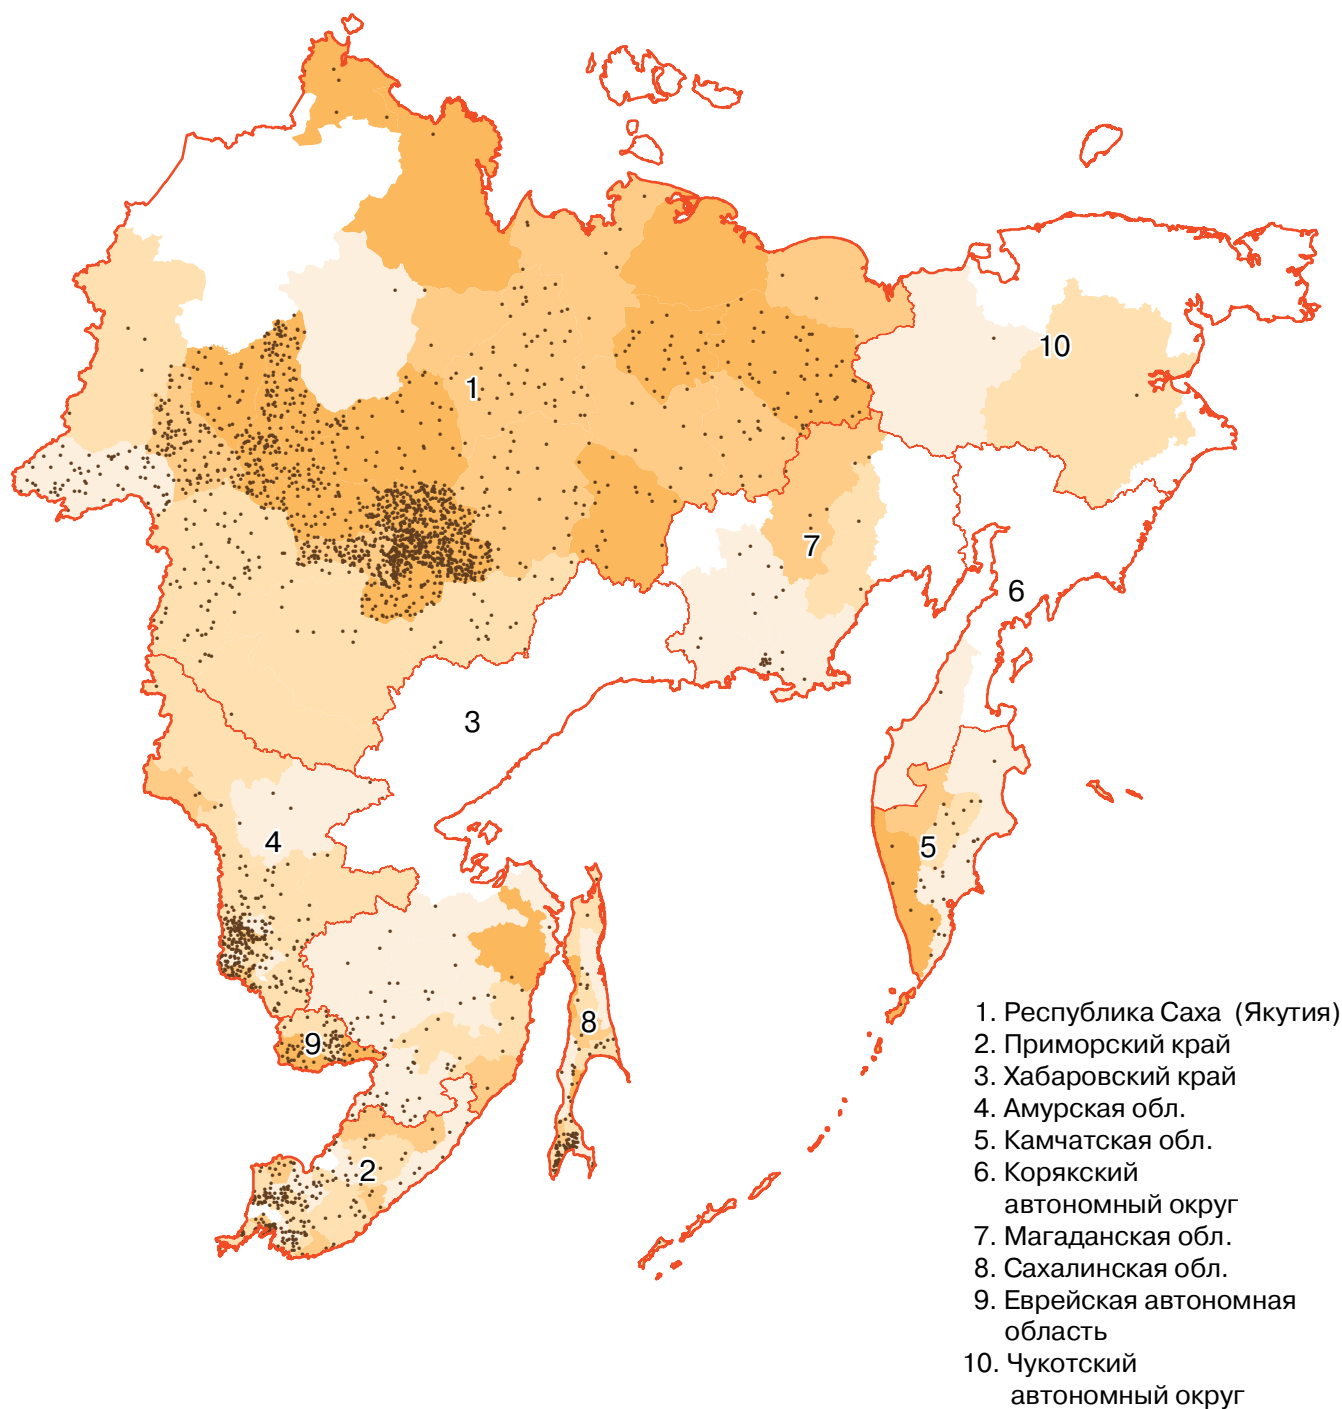 1
10
7
6
3
4
5
8
9
2
1. Республика Саха (Якутия)
2. Приморский край
3. Хабаровский край
4. Амурская обл.
5. Камчатская обл.
6. Корякский
автономный округ
7. Магаданская обл.
8. Сахалинская обл.
9. Еврейская автономная
область
10. Чукотский
автономный округ